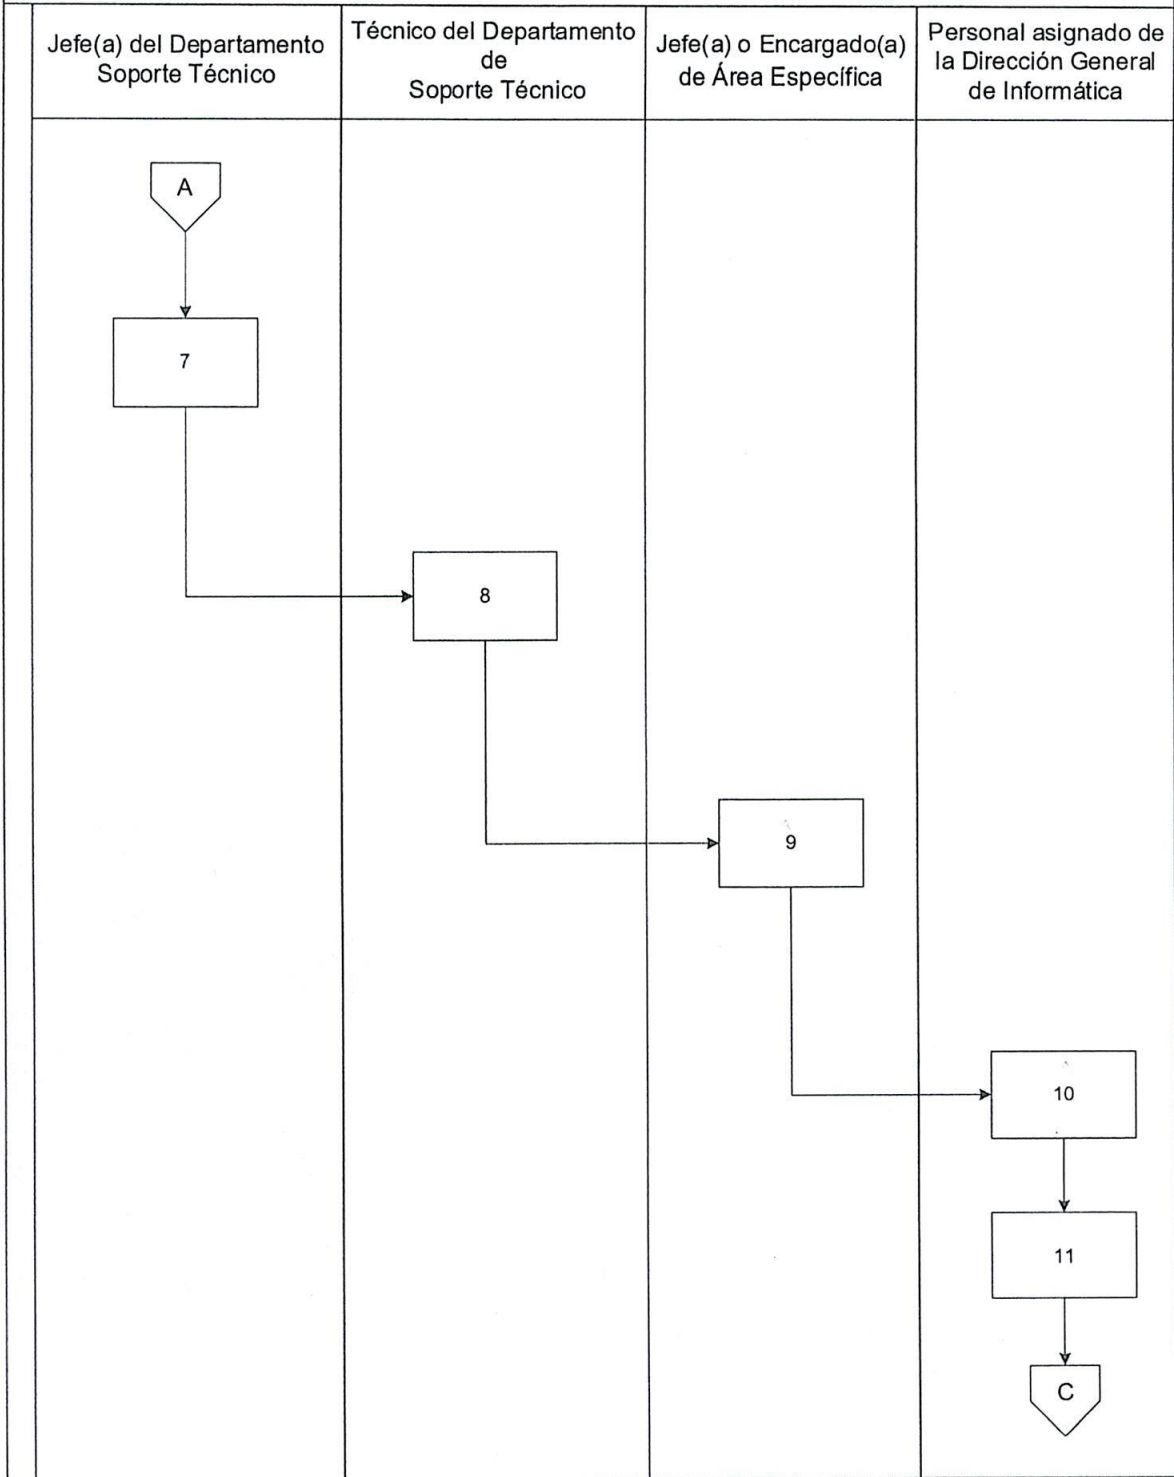 Jefe(a) del Departamento
Soporte Técnico
Técnico del Departamento
de
Soporte Técnico
Jefe(a) o Encargado(a)
de Área Específica
Personal asignado de
la Dirección General
de Informática
A
7
8
9
10
11
C